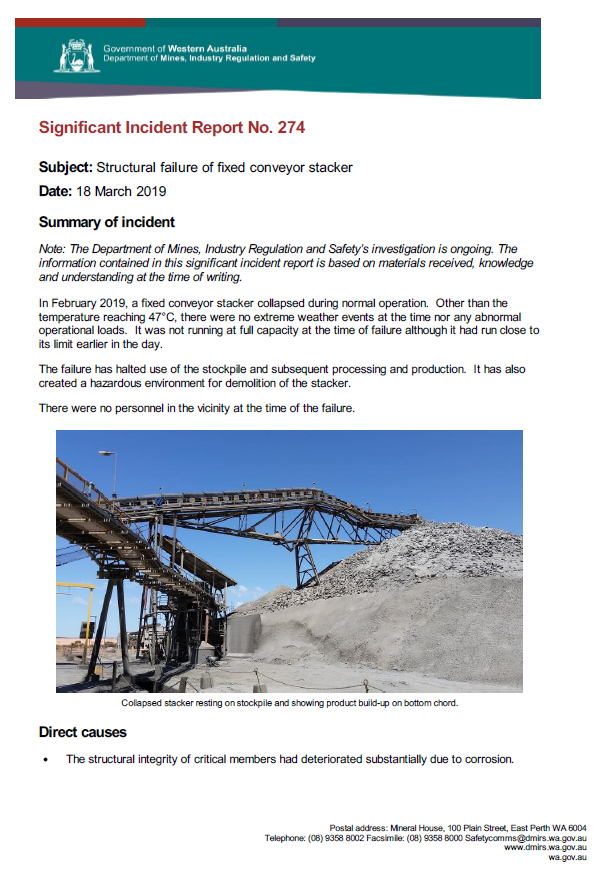 Government of Western Australia
Department of Mines, Industry Regulation and Safety
Significant Incident Report No. 274
Subject: Structural failure of fixed conveyor stacker
Date: 18 March 2019
Summary of incident
Note: The Department of Mines, Industry Regulation and Safety's investigation is ongoing. The
information contained in this significant incident report is based on materials received, knowledge
and understanding at the time of writing.
In February 2019, a fixed conveyor stacker collapsed during normal operation. Other than the
temperature reaching 47°C, there were no extreme weather events at the time nor any abnormal
operational loads. It was not running at full capacity at the time of failure although it had run close to
its limit earlier in the day.
The failure has halted use of the stockpile and subsequent processing and production. It has also
created a hazardous environment for demolition of the stacker.
There were no personnel in the vicinity at the time of the failure.
Collapsed stacker resting on stockpile and showing product build-up on bottom chord.
Direct causes
• The structural integrity of critical members had deteriorated substantially due to corrosion.
Postal address: Mineral House, 100 Plain Street, East Perth WA 6004
Telephone: (08) 9358 8002 Facsimile: (08) 9358 8000 Safetycomms@dmirs.wa.gov.au
www.dmirs.wa.gov.au
wa.gov.au